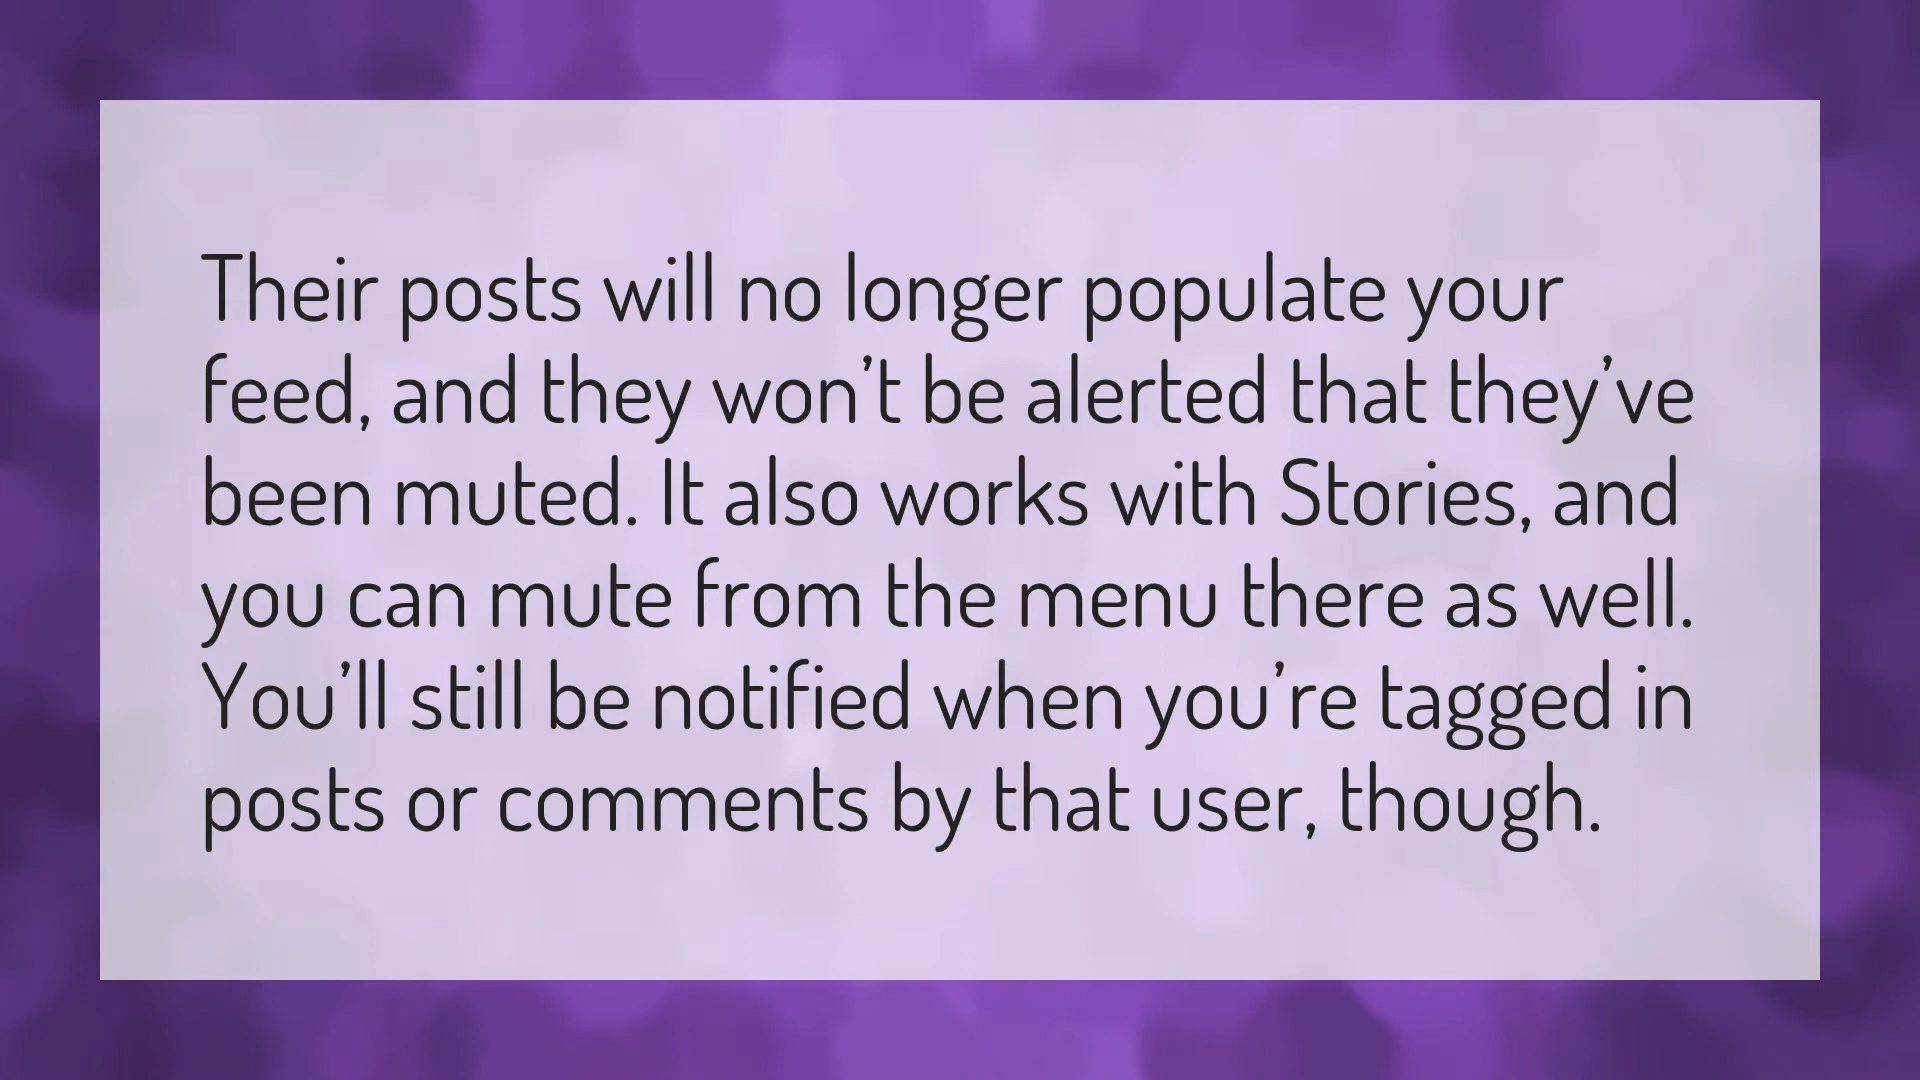 Their posts will no longer populate your
feed, and they won’t be alerted that they’ve
been muted. It also works with Stories, and
you can mute from the menu there as well.
You’ll still be notified when you’re tagged in
posts or comments by that user, though.